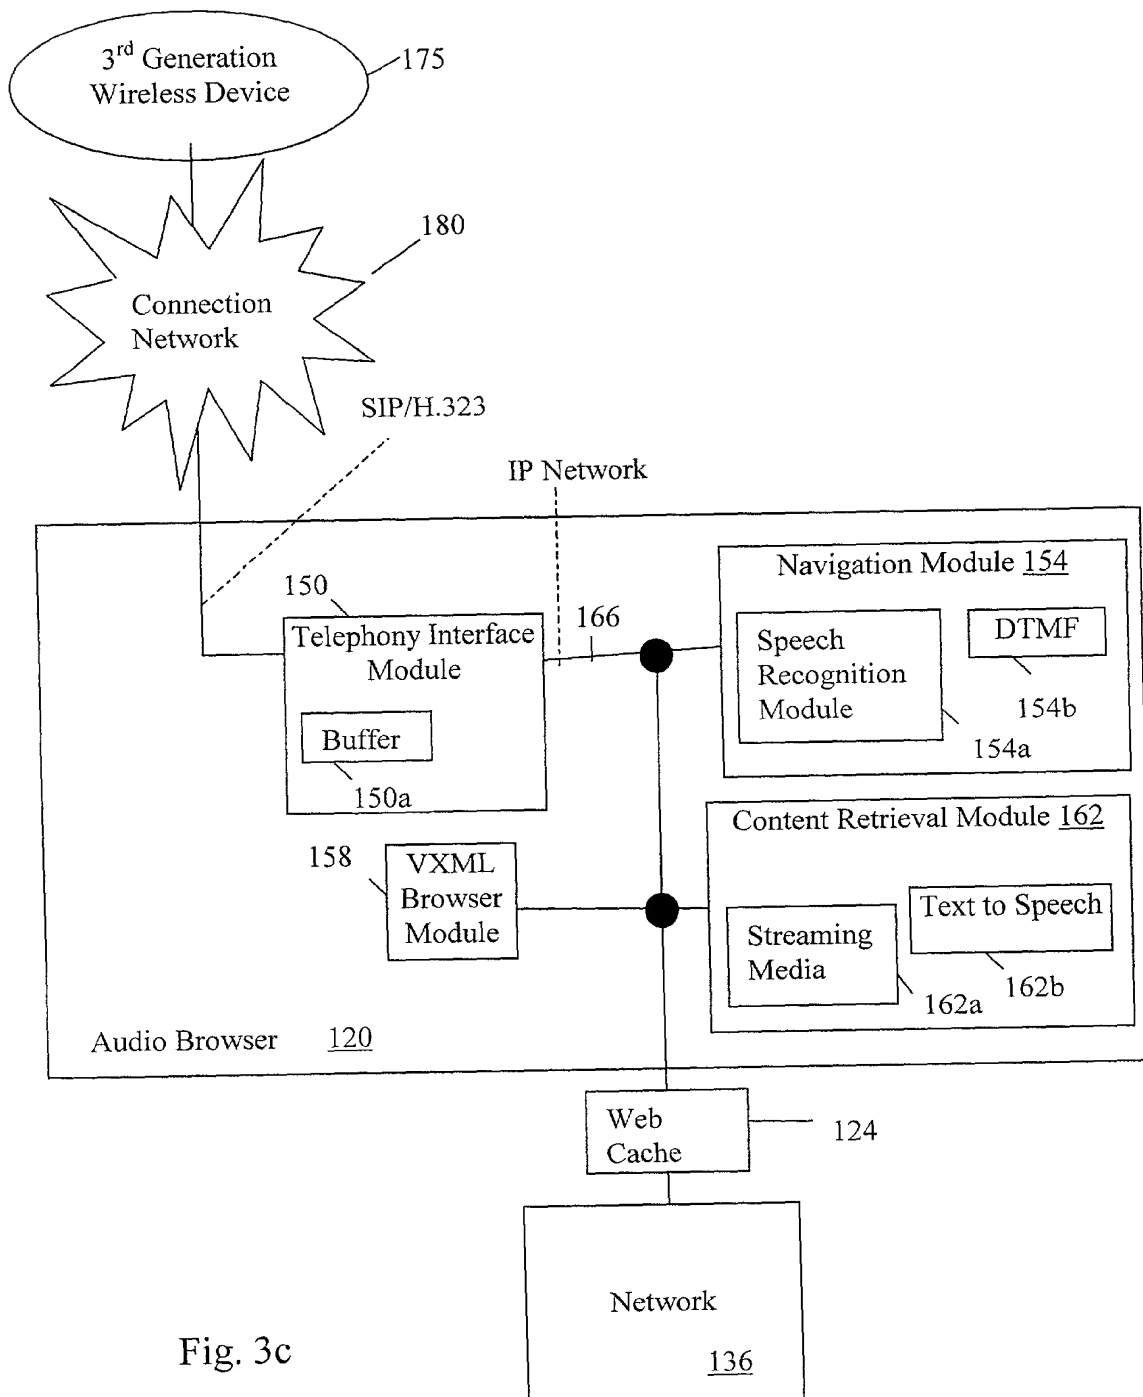 3rd Generation
Wireless Device
175
180
Connection
Network
SIP/H.323
IP Network
150
Telephony Interface
Module
Buffer
150a
166
Navigation Module 154
Speech
Recognition
Module
DTMF
154b
154a
158
VXML
Browser
Module
Content Retrieval Module 162
Streaming
Media
Text to Speech
162b
162a
Audio Browser 120
Web
Cache
124
Network
136
Fig. 3c